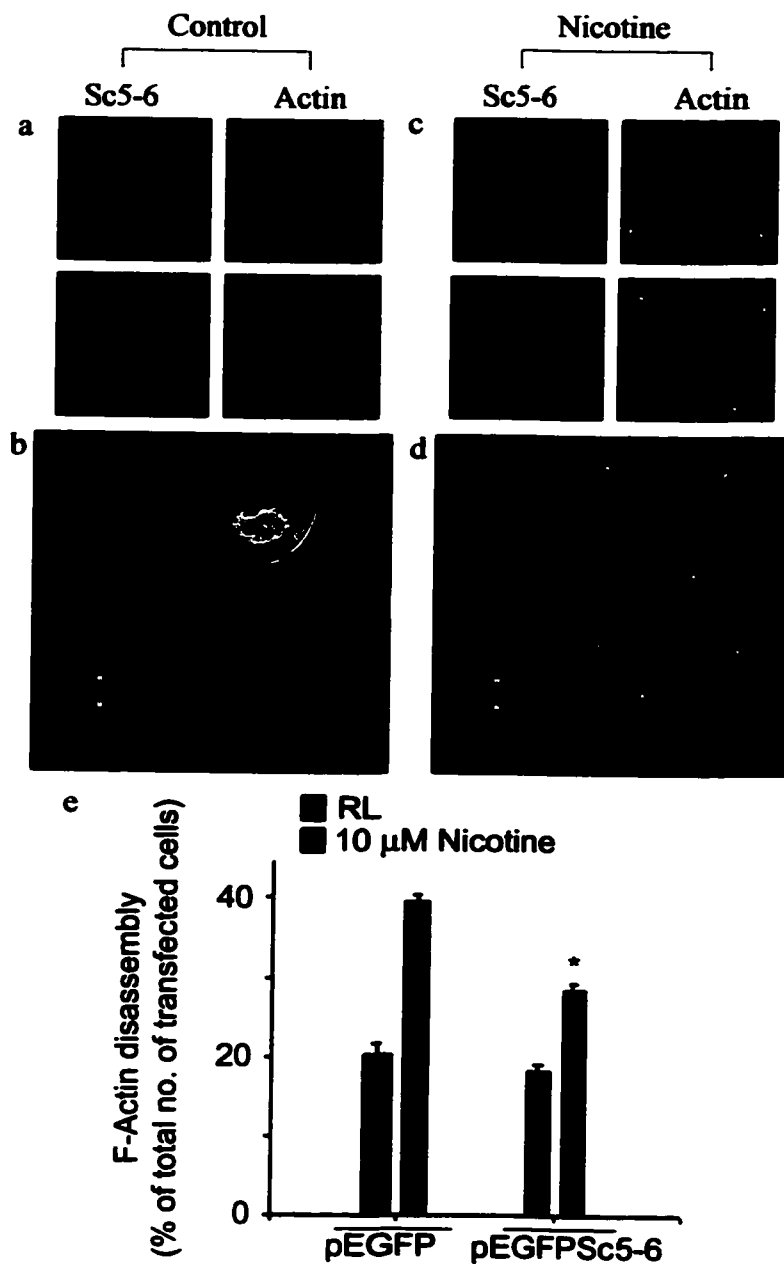 Control Nicotine
Sc5-6 Actin Sc5-6 Actin
a c
b d
e
RL
10 μM Nicotine
F-Actin disassembly
(% of total no. of transfected cells)
40
20
0
*
pEGFP pEGFPSc5-6